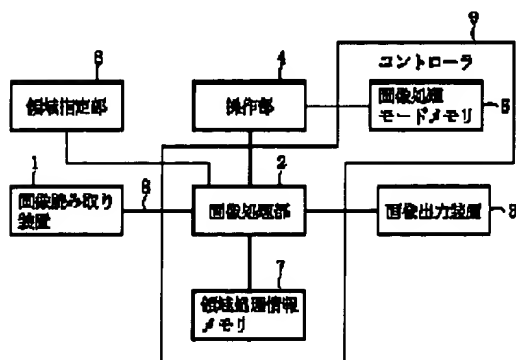 9
コントローラ
6
領域指定部
4
操作部
画像処理
モードメモリ
5
1
画像読み取り
装置
8
2
画像処理部
画像出力装置
3
7
領域処理情報
メモリ